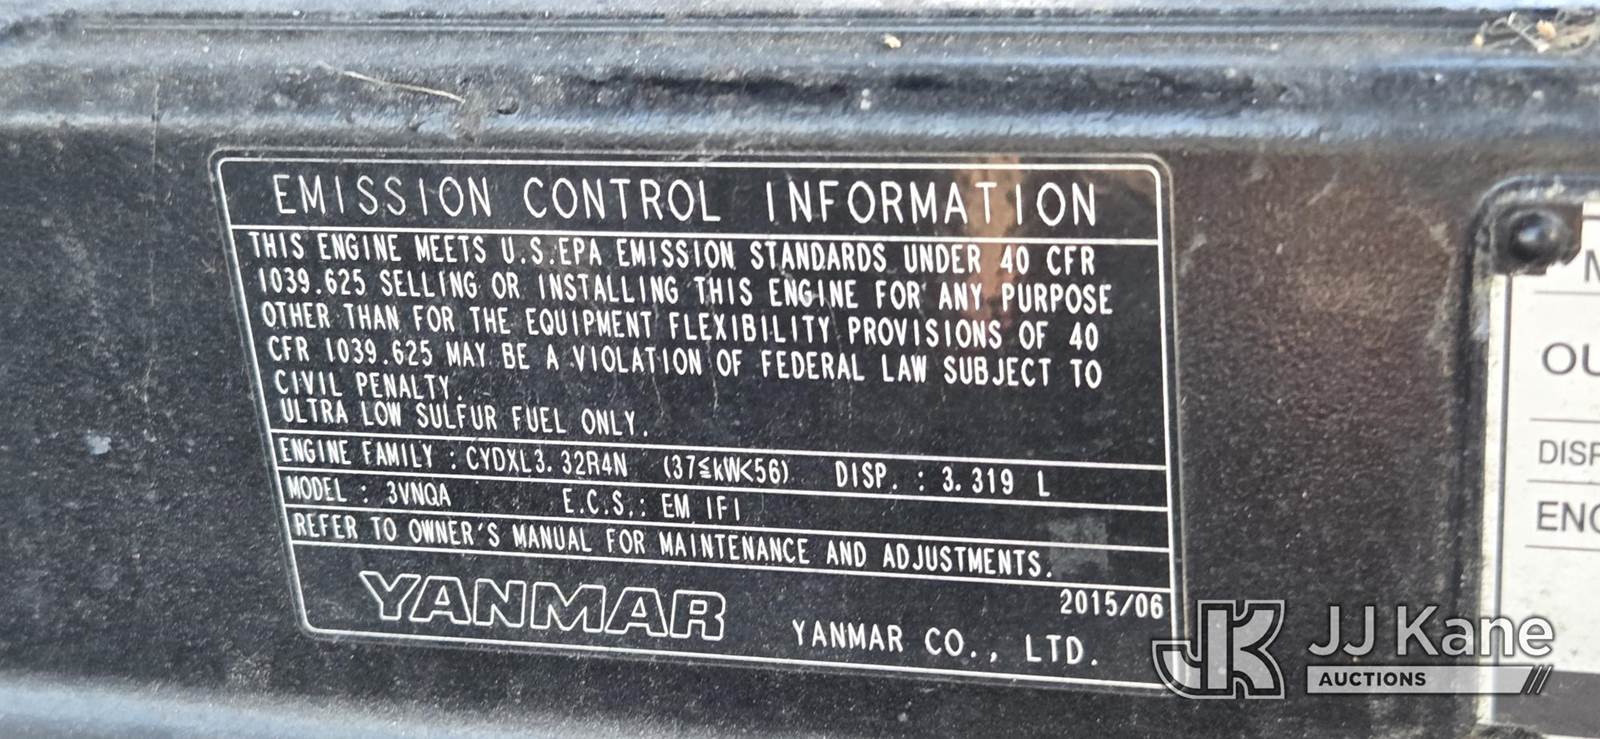 EMISSION CONTROL INFORMATION
THIS ENGINE MEETS U.S.EPA EMISSION STANDARDS UNDER 40 CFR
1039.625 SELLING OR INSTALLING THIS ENGINE FOR ANY PURPOSE
OTHER THAN FOR THE EQUIPMENT FLEXIBILITY PROVISIONS OF 40
CFR 1039.625 MAY BE A VIOLATION OF FEDERAL LAW SUBJECT TO
CIVIL PENALTY.
ULTRA LOW SULFUR FUEL ONLY.
ENGINE FAMILY : CYDXL3.32R4N (37≦kW<56) DISP. : 3.319 L
MODEL : 3VNQA E.C.S.: EM IFI
REFER TO OWNER'S MANUAL FOR MAINTENANCE AND ADJUSTMENTS.
2015/06
YANMAR YANMAR CO., LTD.
JK JJ Kane
AUCTIONS